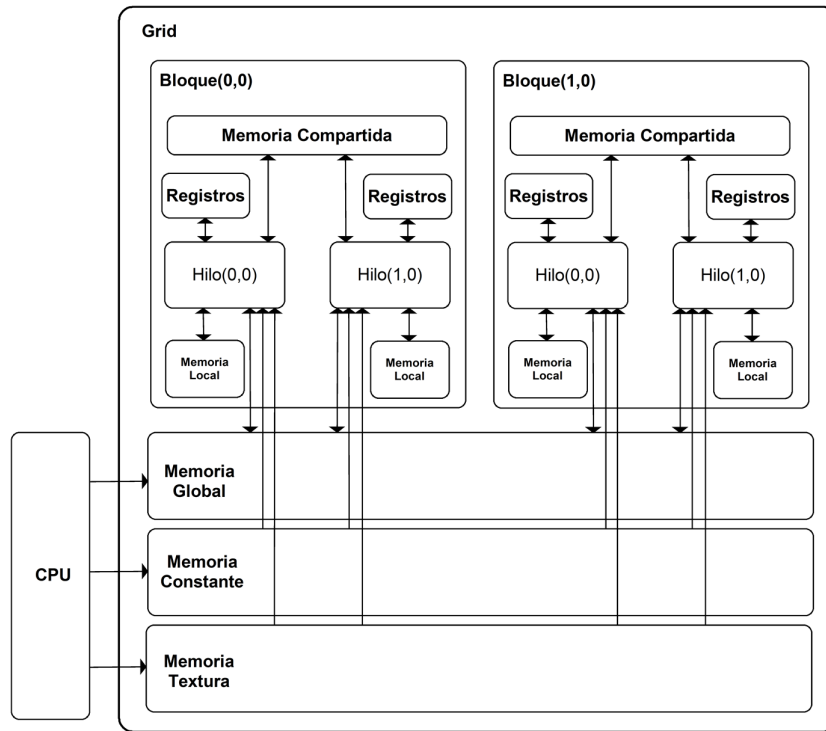 Grid
Bloque(0,0)
Memoria Compartida
Registros
Registros
Hilo(0,0)
Hilo(1,0)
Memoria
Local
Memoria
Local
Bloque(1,0)
Memoria Compartida
Registros
Registros
Hilo(0,0)
Hilo(1,0)
Memoria
Local
Memoria
Local
CPU
Memoria
Global
Memoria
Constante
Memoria
Textura